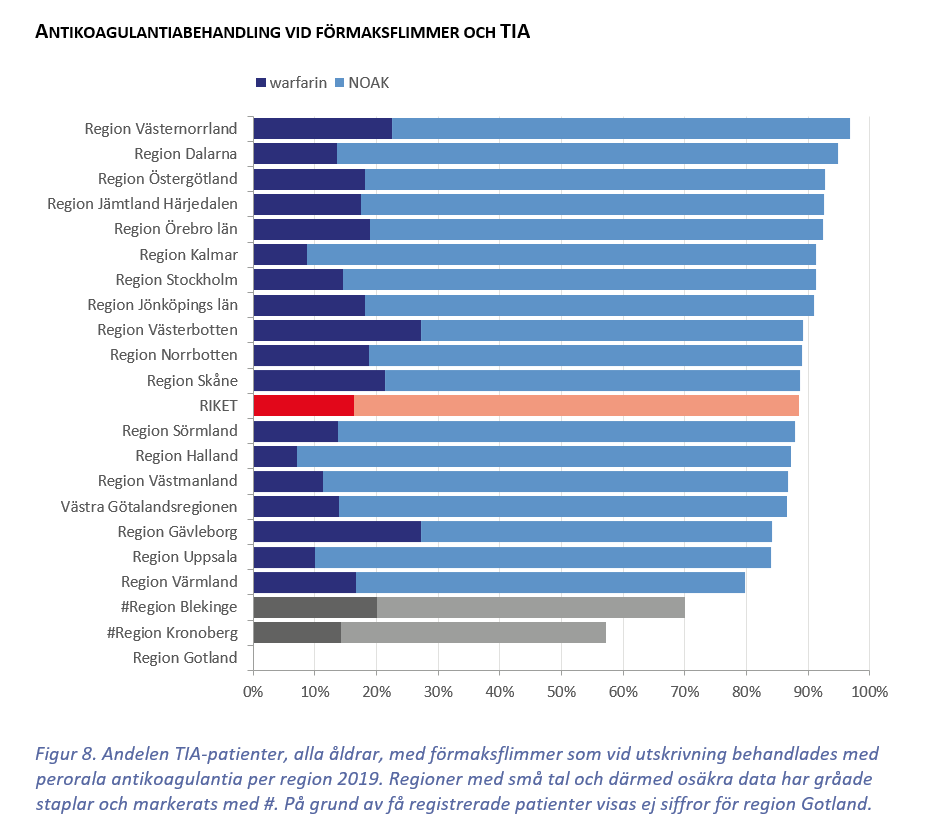 ANTIKOAGULANTIABEHANDLING VID FÖRMAKSFLIMMER OCH TIA
warfarin NOAK
Region Västernorrland
Region Dalarna
Region Östergötland
Region Jämtland Härjedalen
Region Örebro län
Region Kalmar
Region Stockholm
Region Jönköpings län
Region Västerbotten
Region Norrbotten
Region Skåne
RIKET
Region Sörmland
Region Halland
Region Västmanland
Västra Götalandsregionen
Region Gävleborg
Region Uppsala
Region Värmland
#Region Blekinge
#Region Kronoberg
Region Gotland
0% 10% 20% 30% 40% 50% 60% 70% 80% 90% 100%
Figur 8. Andelen TIA-patienter, alla åldrar, med förmaksflimmer som vid utskrivning behandlades med
perorala antikoagulantia per region 2019. Regioner med små tal och därmed osäkra data har gråade
staplar och markerats med #. På grund av få registrerade patienter visas ej siffror för region Gotland.